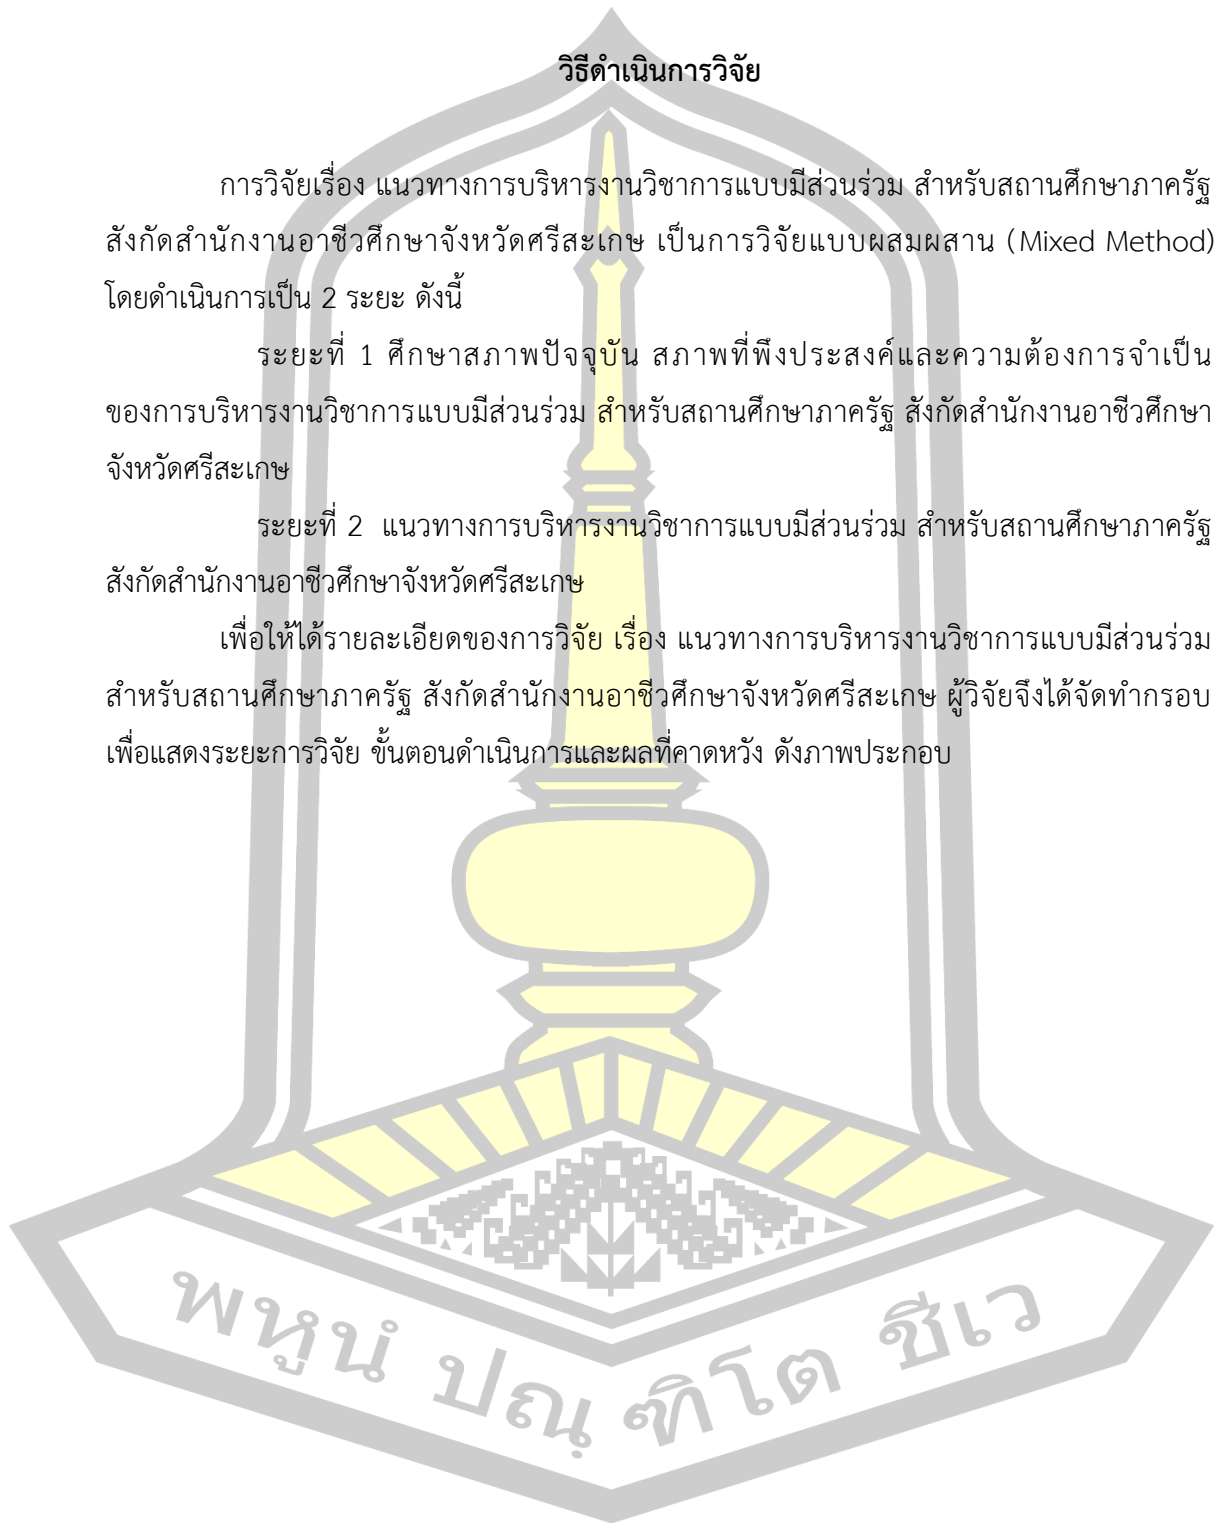 วิธีดำเนินการวิจัย
การวิจัยเรื่อง แนวทางการบริหารงานวิชาการแบบมีส่วนร่วม สำหรับสถานศึกษาภาครัฐ
สังกัดสำนักงานอาชีวศึกษาจังหวัดศรีสะเกษ เป็นการวิจัยแบบผสมผสาน (Mixed Method)
โดยดำเนินการเป็น 2 ระยะ ดังนี้
ระยะที่ 1 ศึกษาสภาพปัจจุบัน สภาพที่พึงประสงค์และความต้องการจำเป็น
ของการบริหารงานวิชาการแบบมีส่วนร่วม สำหรับสถานศึกษาภาครัฐ สังกัดสำนักงานอาชีวศึกษา
จังหวัดศรีสะเกษ
ระยะที่ 2 แนวทางการบริหารงานวิชาการแบบมีส่วนร่วม สำหรับสถานศึกษาภาครัฐ
สังกัดสำนักงานอาชีวศึกษาจังหวัดศรีสะเกษ
เพื่อให้ได้รายละเอียดของการวิจัย เรื่อง แนวทางการบริหารงานวิชาการแบบมีส่วนร่วม
สำหรับสถานศึกษาภาครัฐ สังกัดสำนักงานอาชีวศึกษาจังหวัดศรีสะเกษ ผู้วิจัยจึงได้จัดทำกรอบ
เพื่อแสดงระยะการวิจัย ขั้นตอนดำเนินการและผลที่คาดหวัง ดังภาพประกอบ
พหูนํ ปณฺ ฑิโต ชีเว